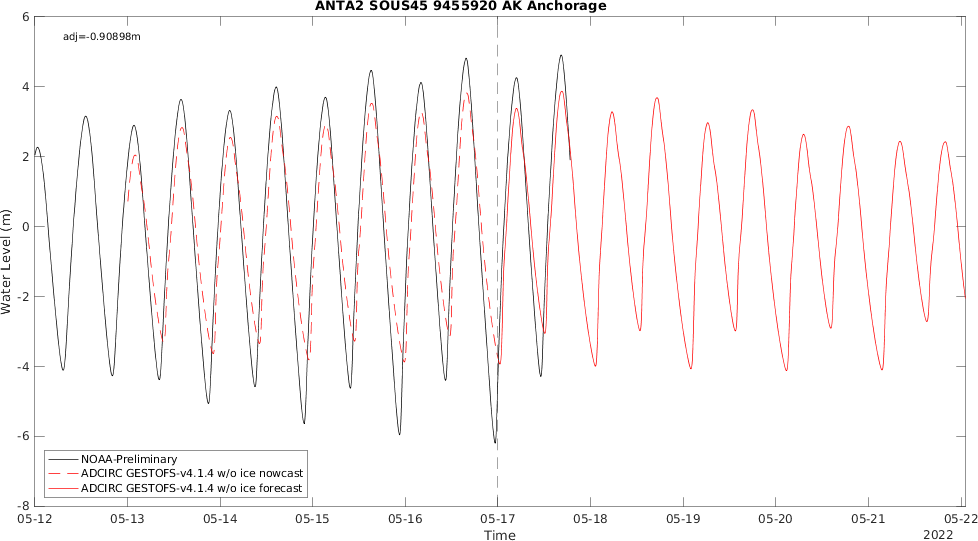 ANTA2 SOUS45 9455920 AK Anchorage
adj=-0.90898m
6
4
2
0
-2
-4
-6
-8
Water Level (m)
NOAA-Preliminary
ADCIRC GESTOFS-v4.1.4 w/o ice nowcast
ADCIRC GESTOFS-v4.1.4 w/o ice forecast
05-12 05-13 05-14 05-15 05-16 05-17 05-18 05-19 05-20 05-21 05-22
Time
2022